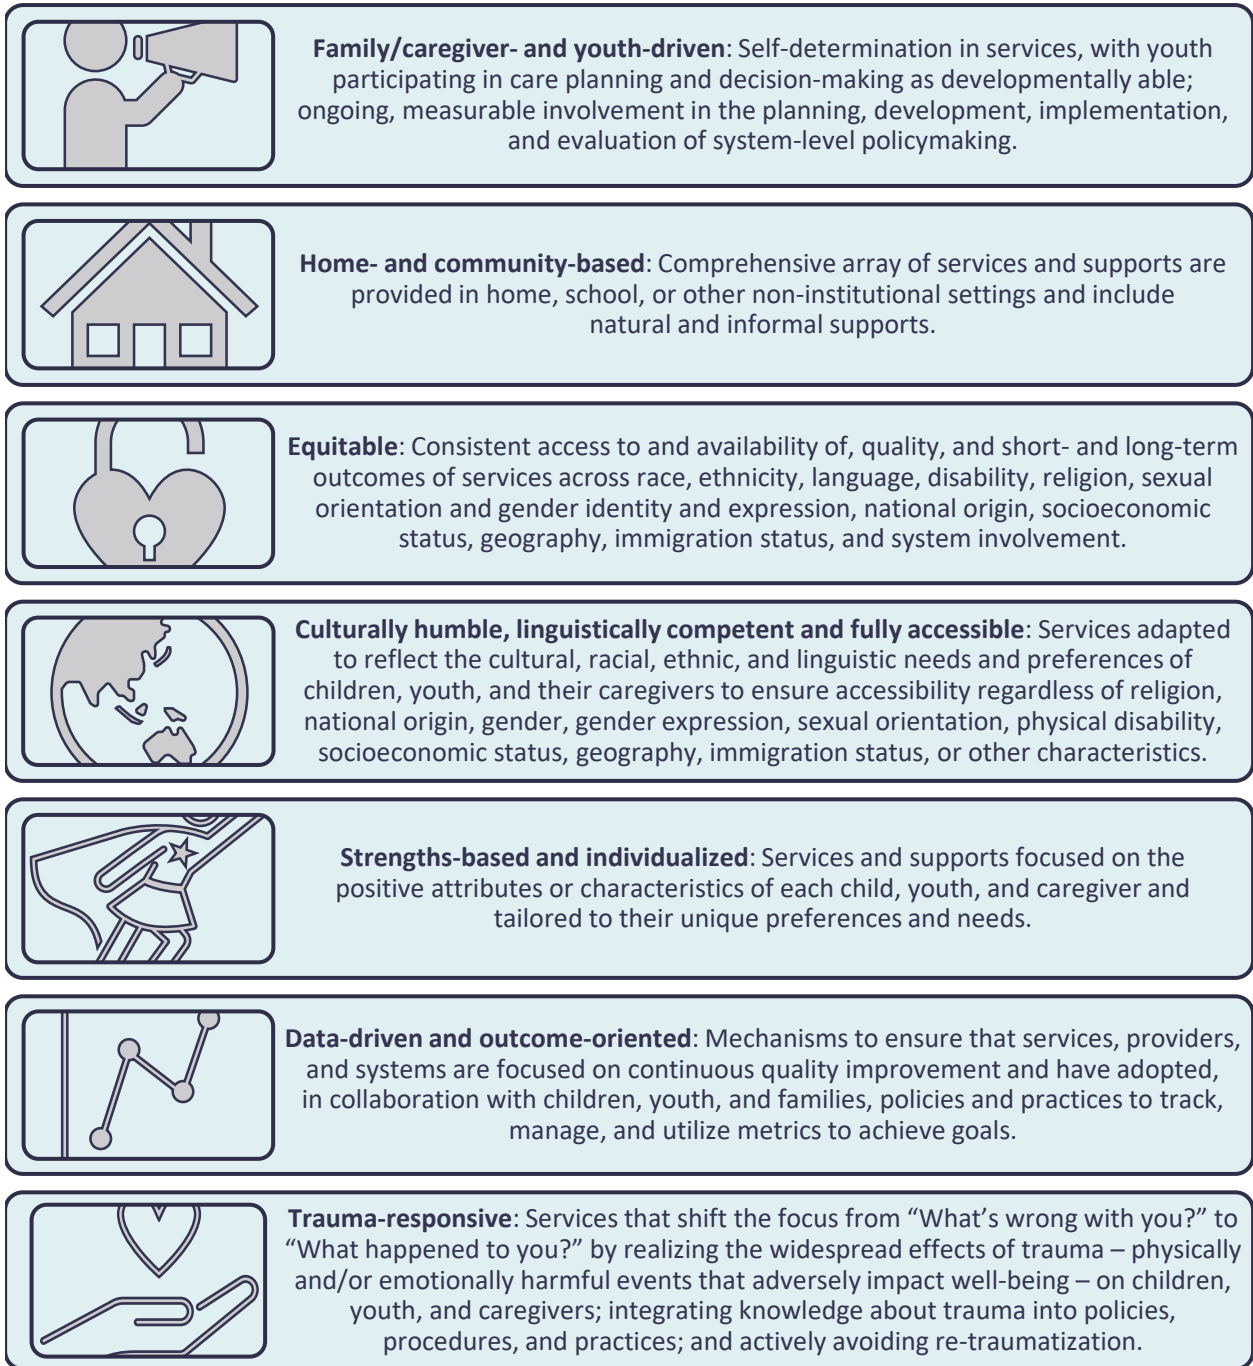 Family/caregiver- and youth-driven: Self-determination in services, with youth
participating in care planning and decision-making as developmentally able;
ongoing, measurable involvement in the planning, development, implementation,
and evaluation of system-level policymaking.
Home- and community-based: Comprehensive array of services and supports are
provided in home, school, or other non-institutional settings and include
natural and informal supports.
Equitable: Consistent access to and availability of, quality, and short- and long-term
outcomes of services across race, ethnicity, language, disability, religion, sexual
orientation and gender identity and expression, national origin, socioeconomic
status, geography, immigration status, and system involvement.
Culturally humble, linguistically competent and fully accessible: Services adapted
to reflect the cultural, racial, ethnic, and linguistic needs and preferences of
children, youth, and their caregivers to ensure accessibility regardless of religion,
national origin, gender, gender expression, sexual orientation, physical disability,
socioeconomic status, geography, immigration status, or other characteristics.
Strengths-based and individualized: Services and supports focused on the
positive attributes or characteristics of each child, youth, and caregiver and
tailored to their unique preferences and needs.
Data-driven and outcome-oriented: Mechanisms to ensure that services, providers,
and systems are focused on continuous quality improvement and have adopted,
in collaboration with children, youth, and families, policies and practices to track,
manage, and utilize metrics to achieve goals.
Trauma-responsive: Services that shift the focus from “What’s wrong with you?” to
“What happened to you?” by realizing the widespread effects of trauma – physically
and/or emotionally harmful events that adversely impact well-being – on children,
youth, and caregivers; integrating knowledge about trauma into policies,
procedures, and practices; and actively avoiding re-traumatization.